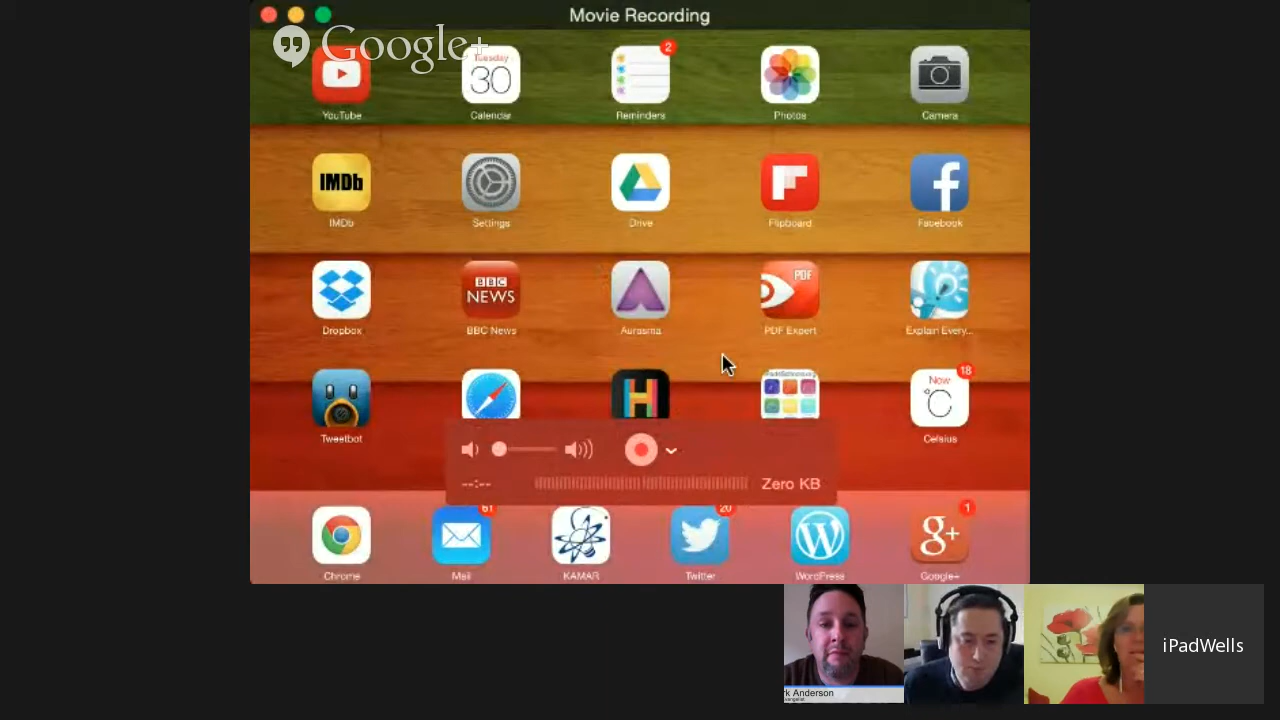 Movie Recording
Google+
Tuesday
30
2
YouTube
Calendar
Reminders
Photos
Camera
IMDb
IMDb
Settings
Drive
Flipboard
Facebook
BBC
NEWS
PDF
Dropbox
BBC News
Aurasma
PDF Expert
Explain Every...
H
Now
°C
18
Tweetbot
Celsius
--:--
Zero KB
61
20
g+
1
Chrome
Mail
KAMAR
Twitter
WordPress
Google+
rk Anderson
iPadWells